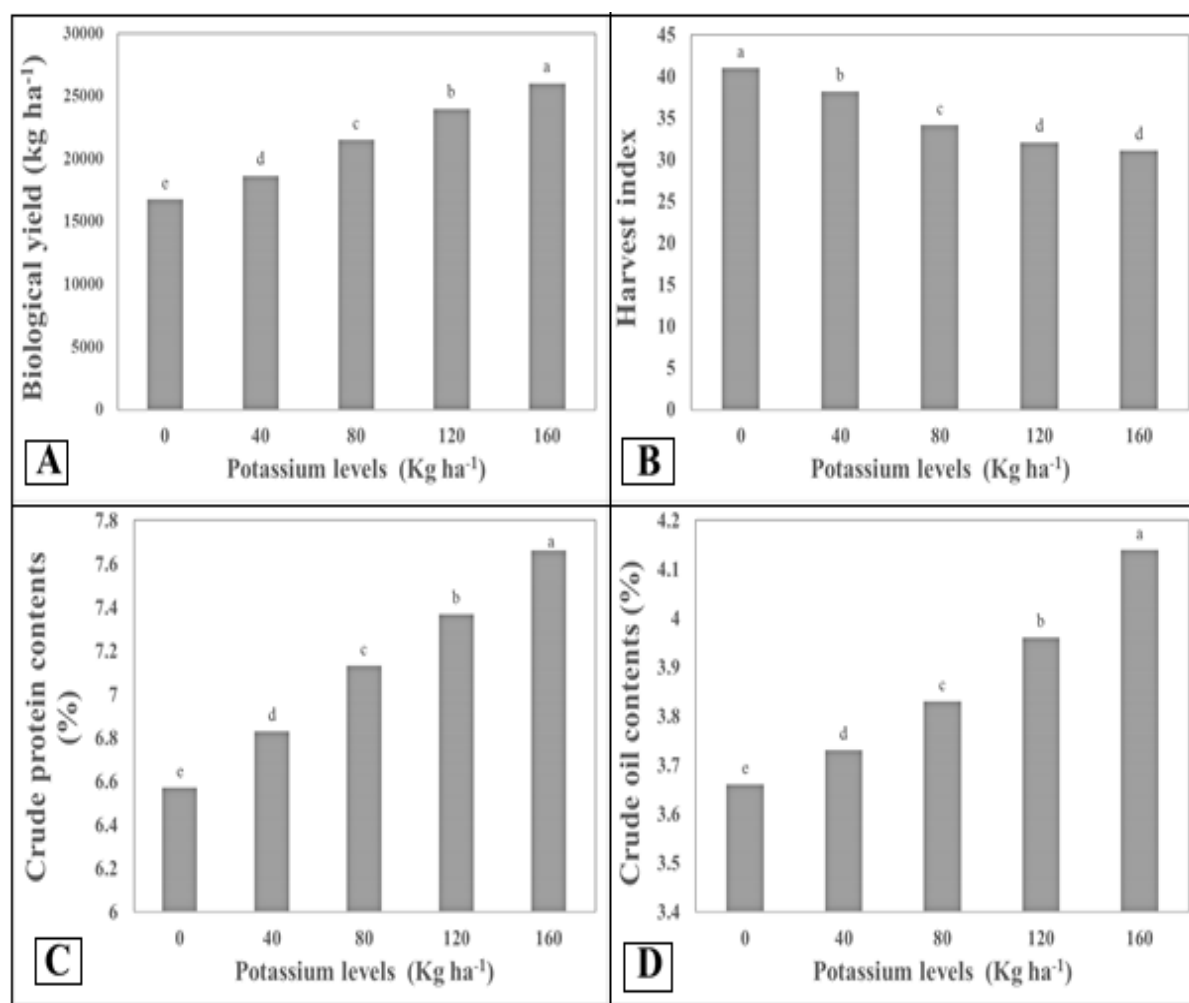 Biological yield (kg ha⁻¹)
30000
25000
20000
15000
10000
5000
0
e
d
c
b
a
0 40 80 120 160
Potassium levels (Kg ha⁻¹)
A
Harvest index
45
40
35
30
25
20
15
10
5
0
a
b
c
d
d
0 40 80 120 160
Potassium levels (Kg ha⁻¹)
B
Crude protein contents
(%)
7.8
7.6
7.4
7.2
7
6.8
6.6
6.4
6.2
6
e
d
c
b
a
0 40 80 120 160
Potassium levels (Kg ha⁻¹)
C
Crude oil contents (%)
4.2
4.1
4
3.9
3.8
3.7
3.6
3.5
3.4
e
d
c
b
a
0 40 80 120 160
Potassium levels (Kg ha⁻¹)
D